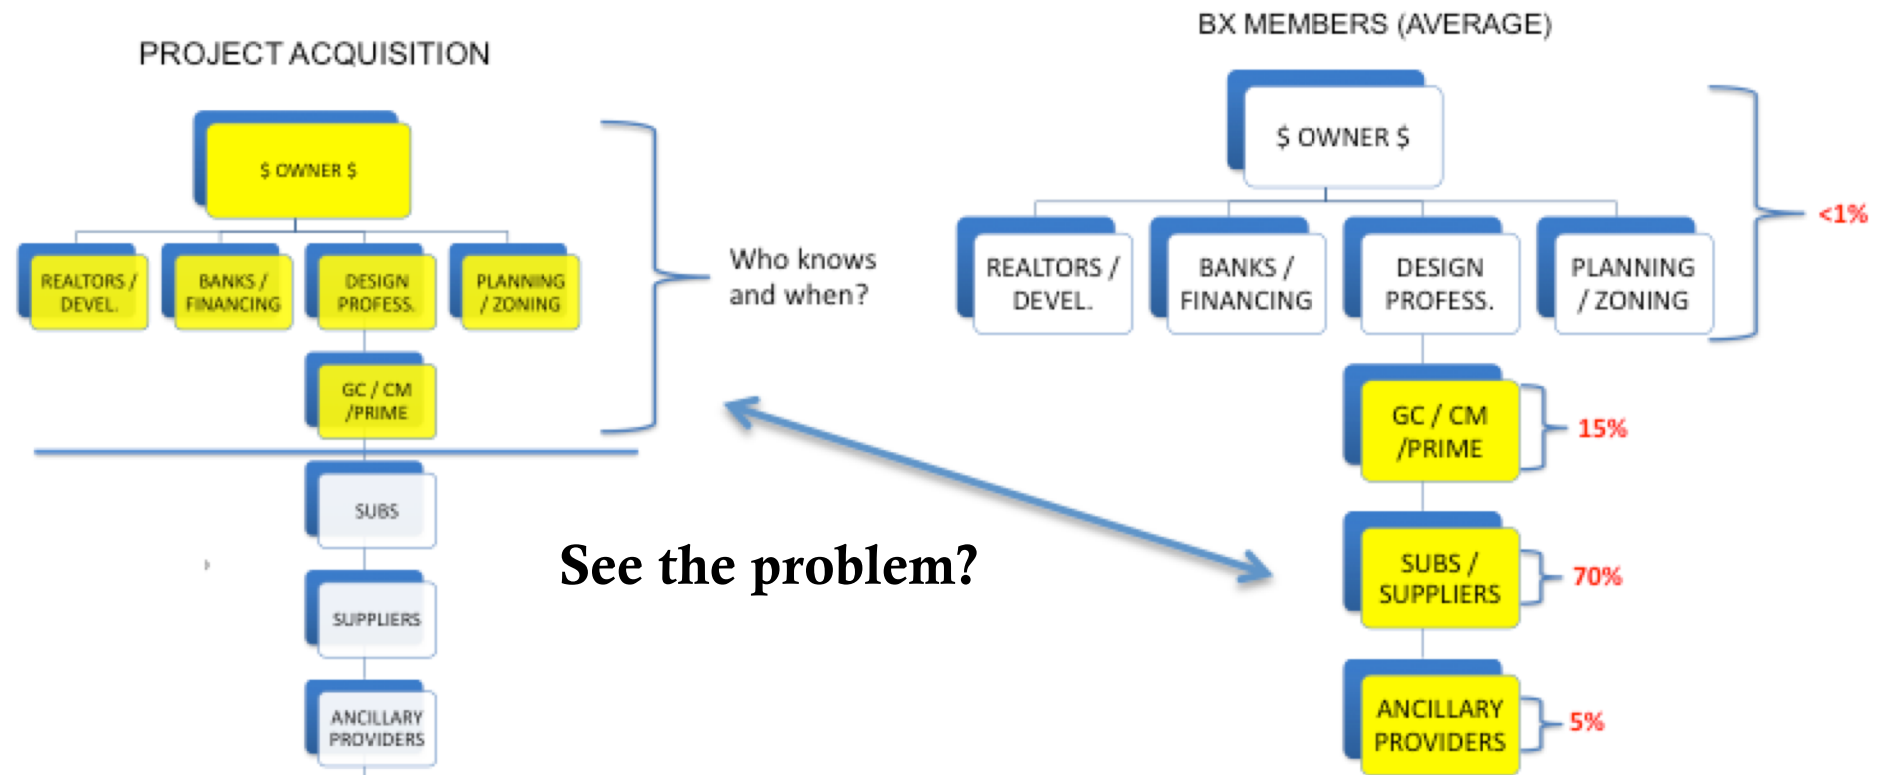 PROJECT ACQUISITION
$ OWNER $
REALTORS /
DEVEL.
BANKS /
FINANCING
DESIGN
PROFESS.
PLANNING
/ ZONING
GC / CM
/PRIME
Who knows
and when?
SUBS
SUPPLIERS
ANCILLARY
PROVIDERS
See the problem?
BX MEMBERS (AVERAGE)
$ OWNER $
REALTORS /
DEVEL.
BANKS /
FINANCING
DESIGN
PROFESS.
PLANNING
/ ZONING
<1%
GC / CM
/PRIME
15%
SUBS /
SUPPLIERS
70%
ANCILLARY
PROVIDERS
5%